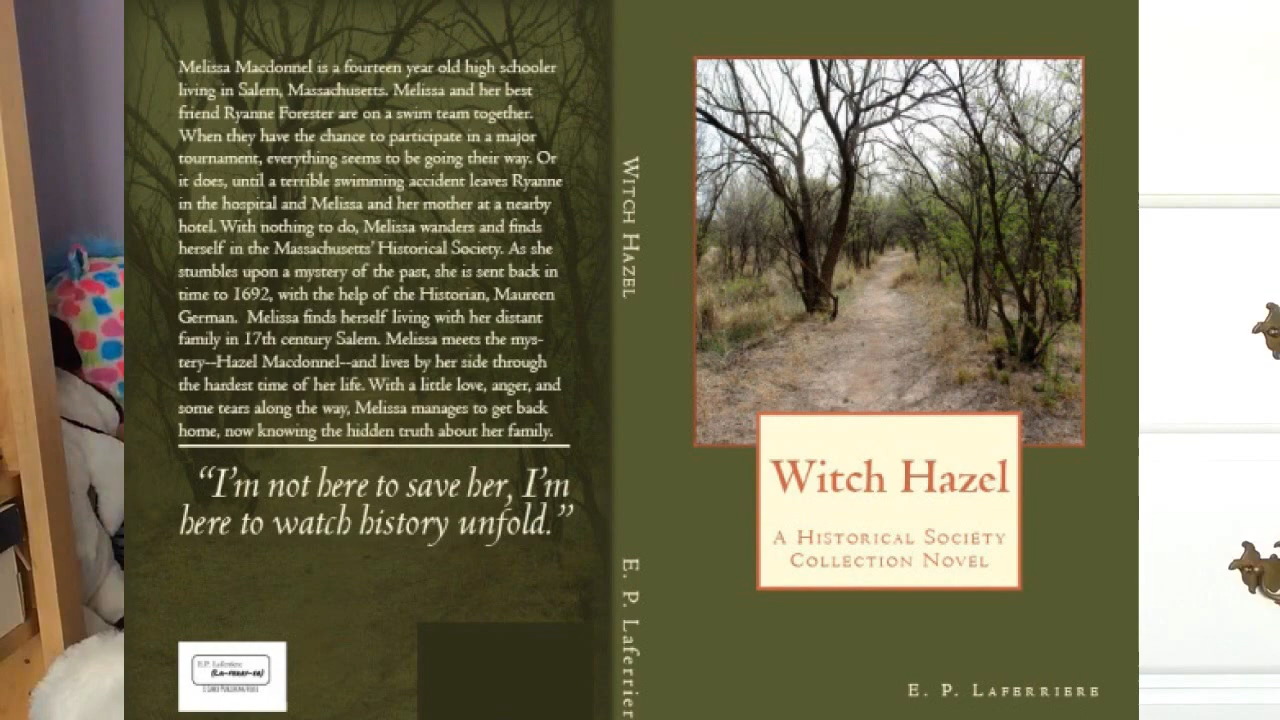 Melissa Macdonnel is a fourteen year old high schooler
living in Salem, Massachusetts. Melissa and her best
friend Ryanne Forester are on a swim team together.
When they have the chance to participate in a major
tournament, everything seems to be going their way. Or
it does, until a terrible swimming accident leaves Ryanne
in the hospital and Melissa and her mother at a nearby
hotel. With nothing to do, Melissa wanders and finds
herself in the Massachusetts' Historical Society. As she
stumbles upon a mystery of the past, she is sent back in
time to 1692, with the help of the Historian, Maureen
German. Melissa finds herself living with her distant
family in 17th century Salem. Melissa meets the mys-
tery--Hazel Macdonnel--and lives by her side through
the hardest time of her life. With a little love, anger, and
some tears along the way, Melissa manages to get back
home, now knowing the hidden truth about her family.
“I'm not here to save her, I'm
here to watch history unfold.”
E.P. Laferriere
WITCH HAZEL
E. P. Laferrier
Witch Hazel
A HISTORICAL SOCIETY
COLLECTION NOVEL
E. P. LAFERRIERE